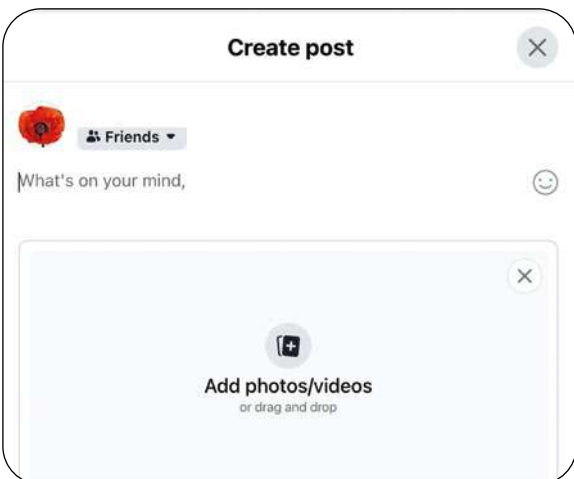 Create post
Friends
What's on your mind,
Add photos/videos
or drag and drop